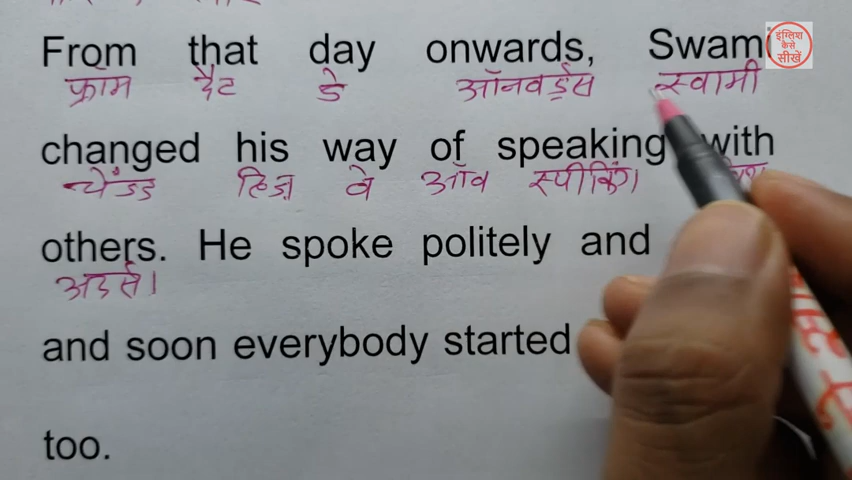 From that day onwards, Swami
फ्रॉम दैट डे ऑनवर्ड्स स्वामी
इंग्लिश
कैसे
सीखें
changed his way of speaking with
चेंज्ड हिज़ वे ऑव स्पीकिंग
others. He spoke politely and
अदर्स।
and soon everybody started
too.